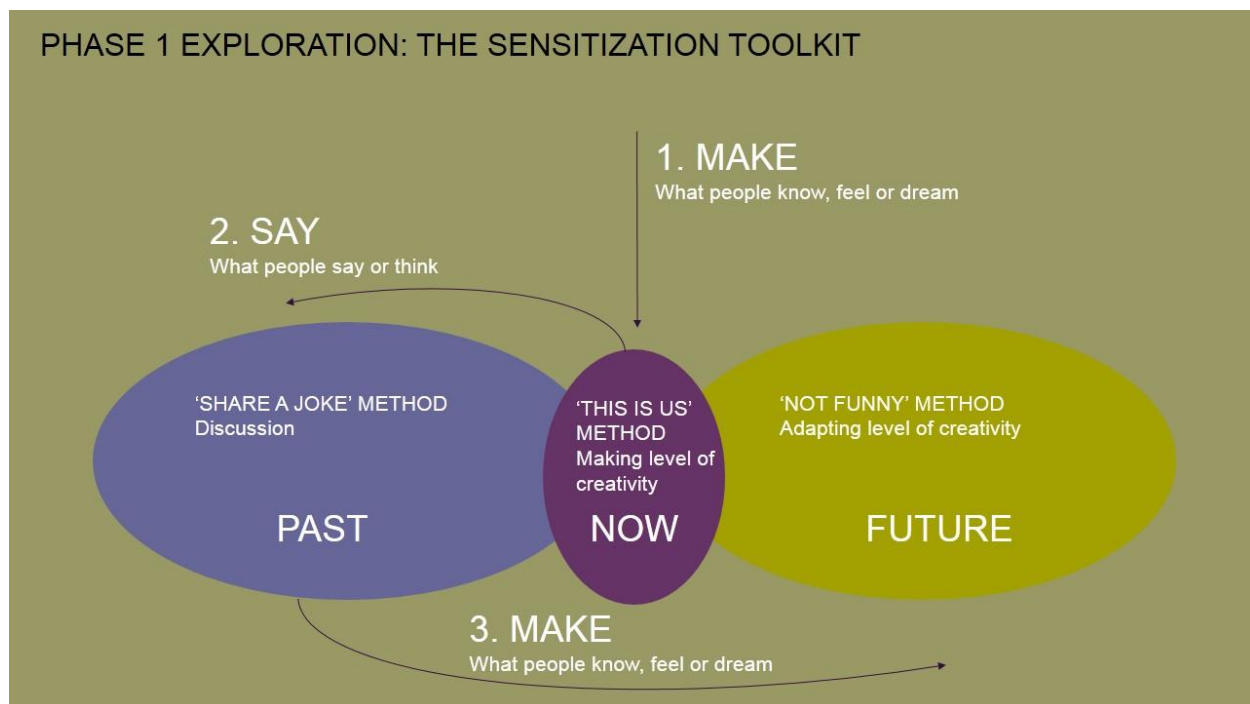 PHASE 1 EXPLORATION: THE SENSITIZATION TOOLKIT
1. MAKE
What people know, feel or dream
2. SAY
What people say or think
‘SHARE A JOKE’ METHOD
Discussion
PAST
‘THIS IS US’
METHOD
Making level of
creativity
NOW
‘NOT FUNNY’ METHOD
Adapting level of creativity
FUTURE
3. MAKE
What people know, feel or dream